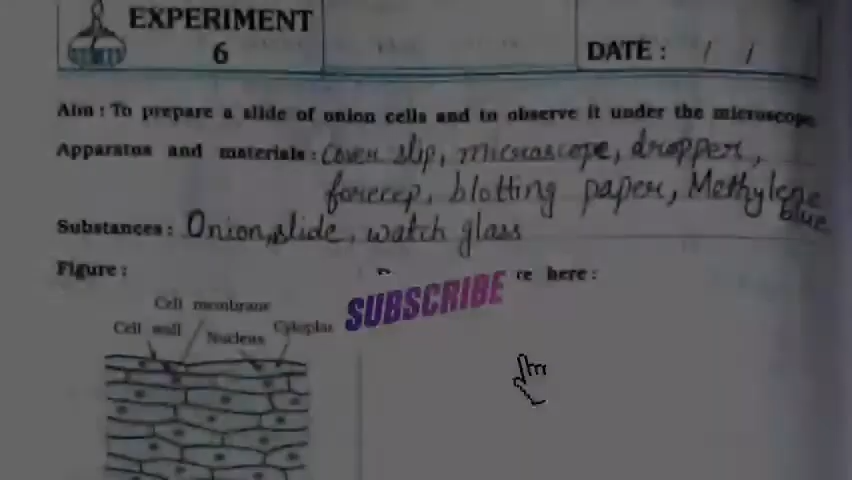 EXPERIMENT
6
DATE : / /
Aim : To prepare a slide of onion cells and to observe it under the microscope
Apparatus and materials : Cover slip, microscope, dropper,
forecep, blotting paper, Methylene
blue
Substances : Onion, slide, watch glass
Figure : re here :
SUBSCRIBE
Cell membrane
Cell wall Nucleus Cytoplas